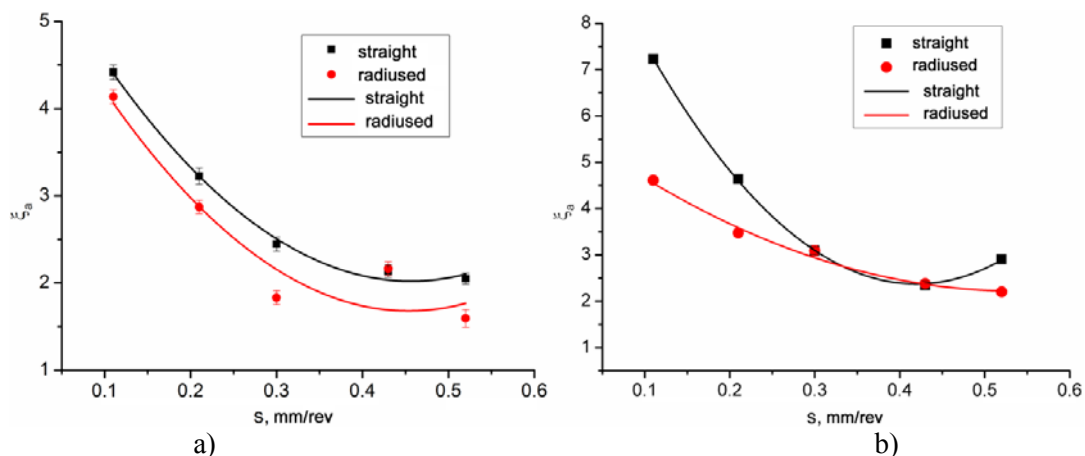 5
4
3
2
1
ξa
0.1 0.2 0.3 0.4 0.5 0.6
s, mm/rev
straight
radiused
straight
radiused
a)
8
7
6
5
4
3
2
1
ξa
0.1 0.2 0.3 0.4 0.5 0.6
s, mm/rev
straight
radiused
straight
radiused
b)